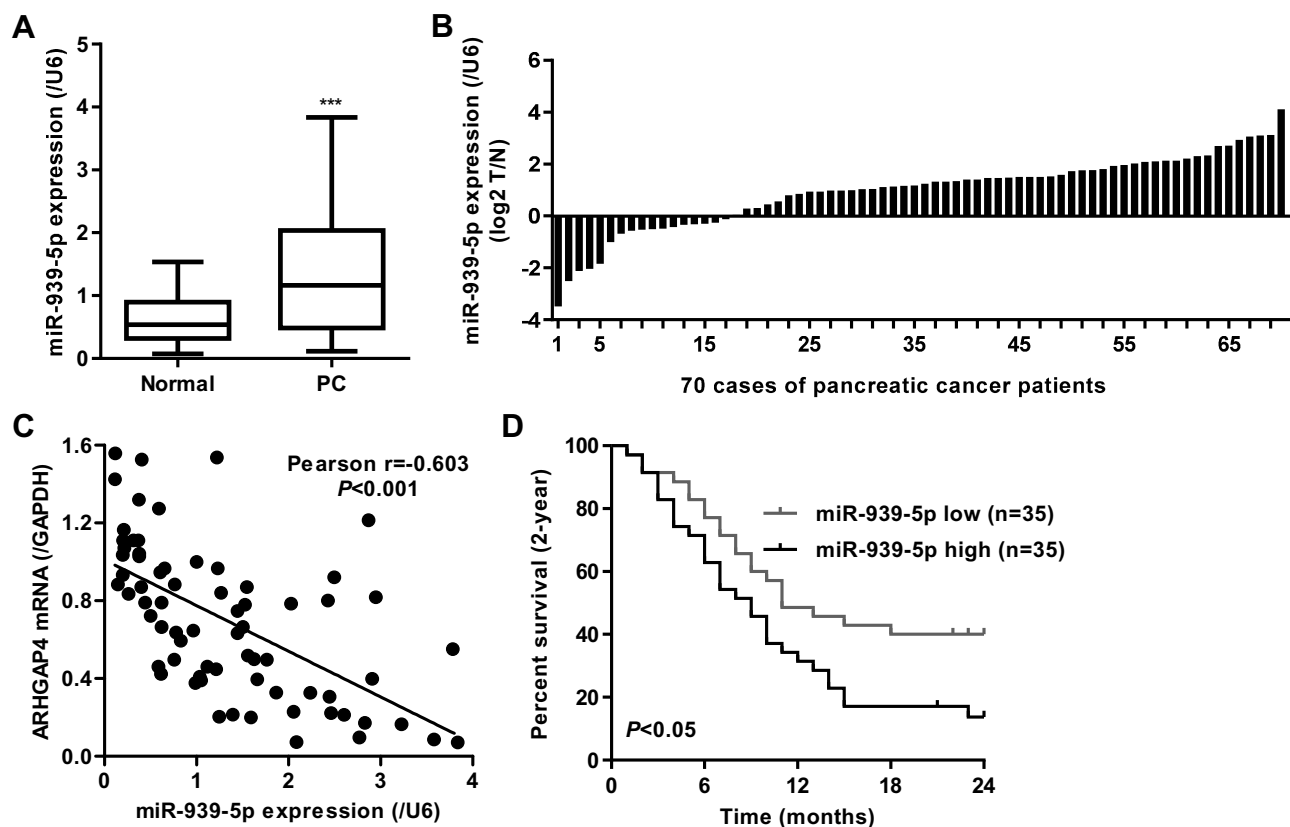 A
miR-939-5p expression (/U6)
5
4
3
2
1
0
***
Normal
PC
B
miR-939-5p expression (/U6)
(log2 T/N)
6
4
2
0
-2
-4
1
5
15
25
35
45
55
65
70 cases of pancreatic cancer patients
C
ARHGAP4 mRNA (/GAPDH)
1.6
1.2
0.8
0.4
0.0
Pearson r=-0.603
P<0.001
0
1
2
3
4
miR-939-5p expression (/U6)
D
Percent survival (2-year)
100
80
60
40
20
0
miR-939-5p low (n=35)
miR-939-5p high (n=35)
P<0.05
0
6
12
18
24
Time (months)